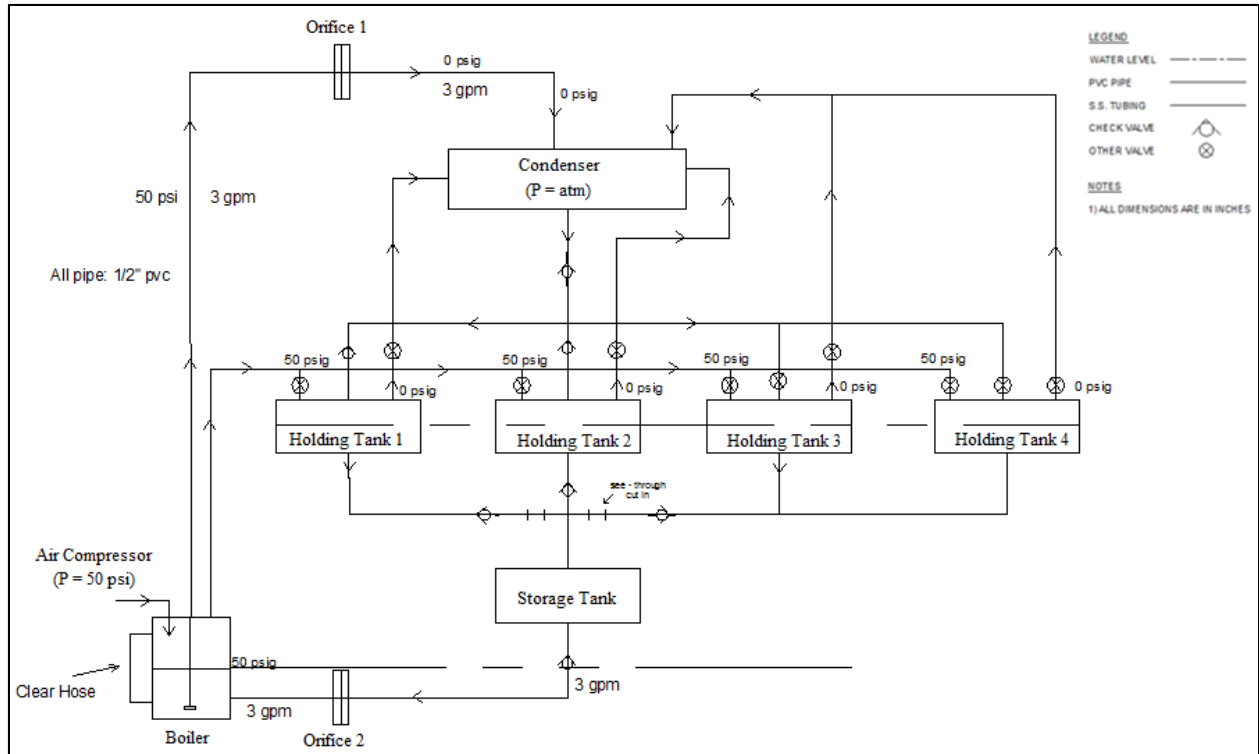 Orifice 1
LEGEND
WATER LEVEL
PVC PIPE
S.S. TUBING
CHECK VALVE
OTHER VALVE
NOTES
1) ALL DIMENSIONS ARE IN INCHES
0 psig
3 gpm
0 psig
Condenser
(P = atm)
50 psi
3 gpm
All pipe: 1/2" pvc
50 psig
50 psig
50 psig
50 psig
0 psig
0 psig
0 psig
0 psig
Holding Tank 1
Holding Tank 2
Holding Tank 3
Holding Tank 4
see - through
cut in
Air Compressor
(P = 50 psi)
Storage Tank
50 psig
Clear Hose
3 gpm
3 gpm
Boiler
Orifice 2